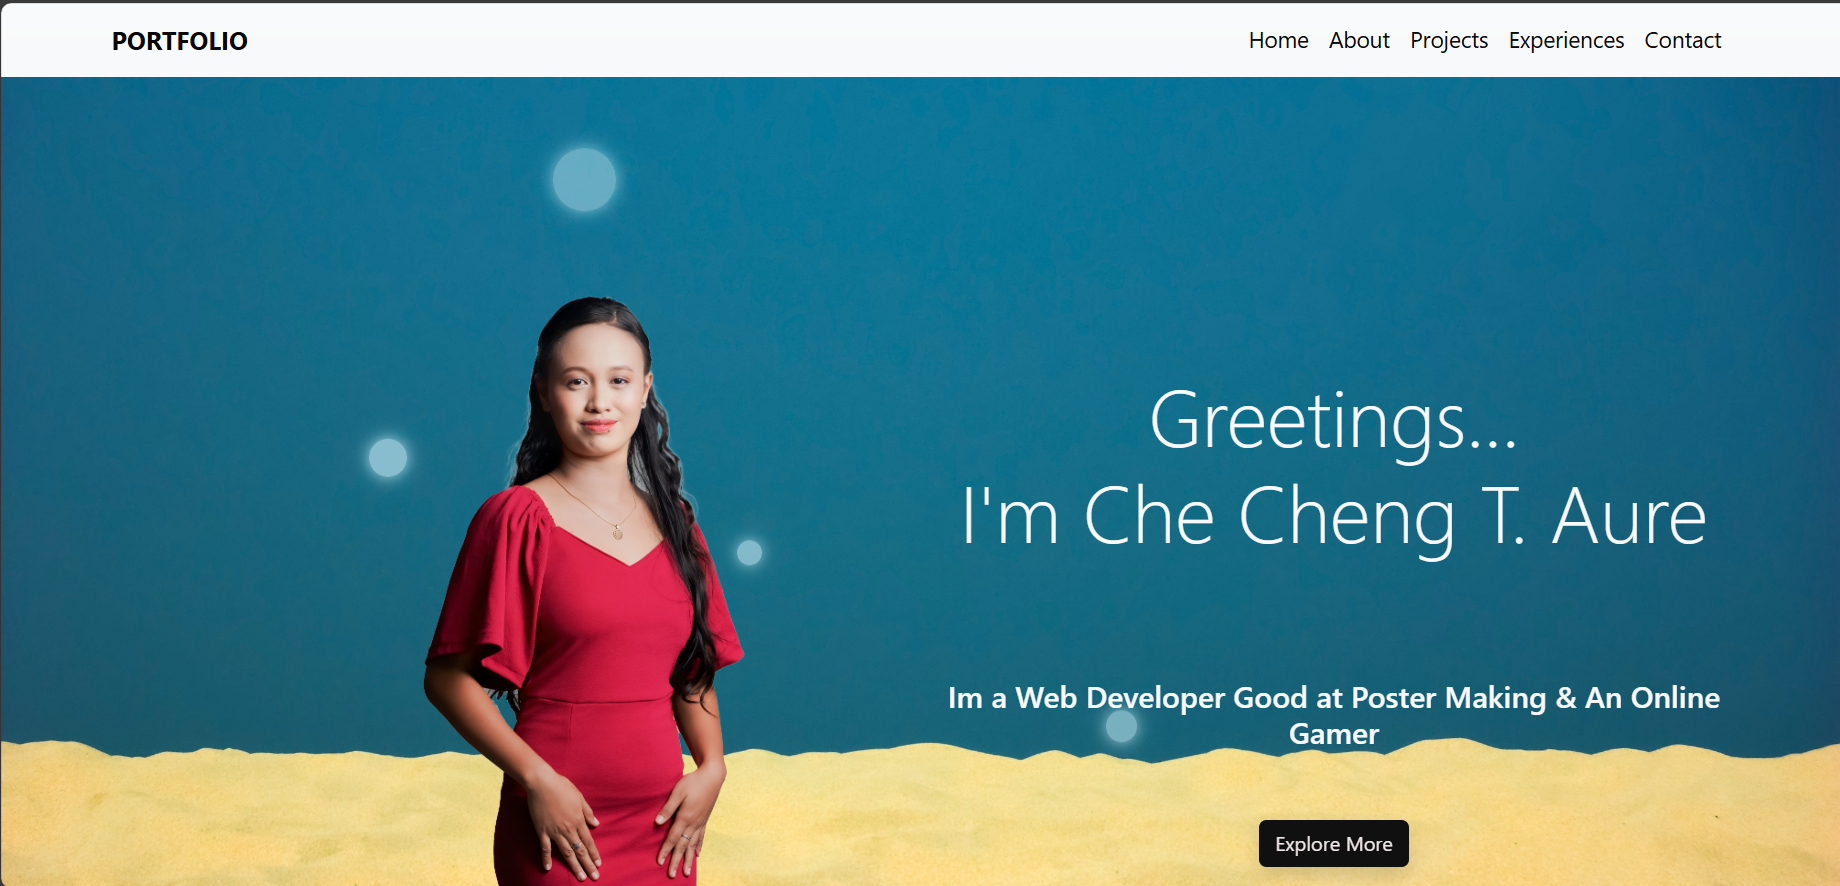 PORTFOLIO
Home About Projects Experiences Contact
Greetings...
I'm Che Cheng T. Aure
Im a Web Developer Good at Poster Making & An Online
Gamer
Explore More